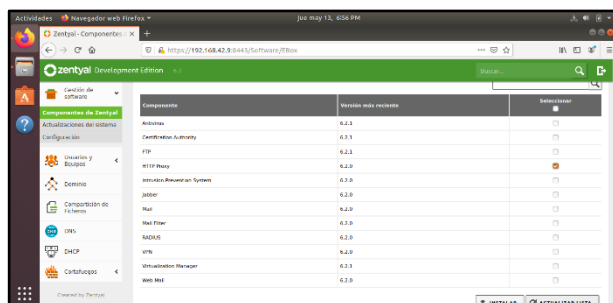 Actividades Navegador web Firefox jue may 13, 6:56 PM
Zentyal - Componentes
https://192.168.42.9:8443/Software/EBox
zentyal Development Edition 6.2
Buscar...
Gestión de software
Componentes de Zentyal
Actualizaciones del sistema
Configuración
Usuarios y Equipos
Dominio
Compartición de Ficheros
DNS
DHCP
Cortafuegos
Created by Zentyal
Componente Versión más reciente Seleccionar
Antivirus 6.2.1
Certification Authority 6.2.1
FTP 6.2.1
HTTP Proxy 6.2.0
Intrusion Prevention System 6.2.0
Jabber 6.2.0
Mail 6.2.0
Mail Filter 6.2.0
RADIUS 6.2.0
VPN 6.2.0
Virtualization Manager 6.2.1
Web Mail 6.2.0
INSTALAR ACTUALIZAR LISTA